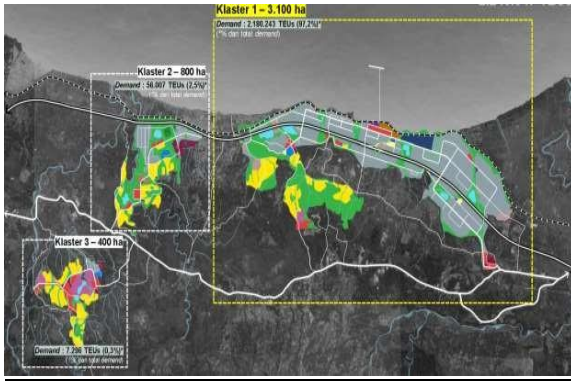 Klaster 1 – 3.100 ha
Demand : 2.180.243 TEUs (97,2%)*
(*% dari total demand)
Klaster 2 – 800 ha
Demand : 56.007 TEUs (2,5%)*
(*% dari total demand)
Klaster 3 – 400 ha
Demand : 7.296 TEUs (0,3%)*
(*% dari total demand)